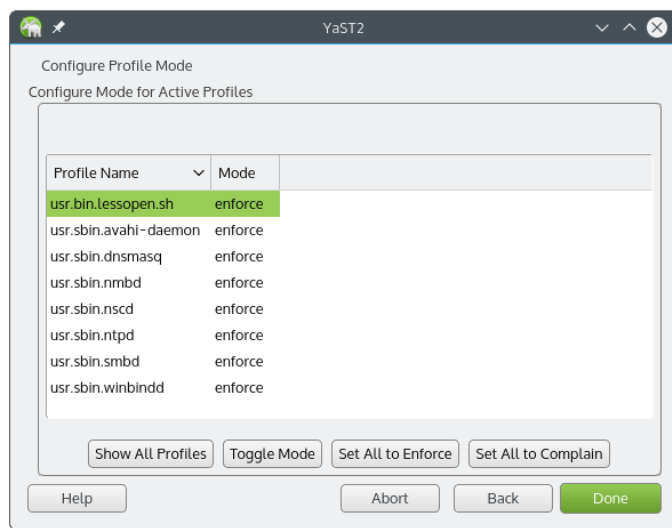 YaST2
Configure Profile Mode
Configure Mode for Active Profiles
Profile Name Mode
usr.bin.lessopen.sh enforce
usr.sbin.avahi-daemon enforce
usr.sbin.dnsmasq enforce
usr.sbin.nmbd enforce
usr.sbin.nscd enforce
usr.sbin.ntpd enforce
usr.sbin.smbd enforce
usr.sbin.winbindd enforce
Show All Profiles Toggle Mode Set All to Enforce Set All to Complain
Help Abort Back Done